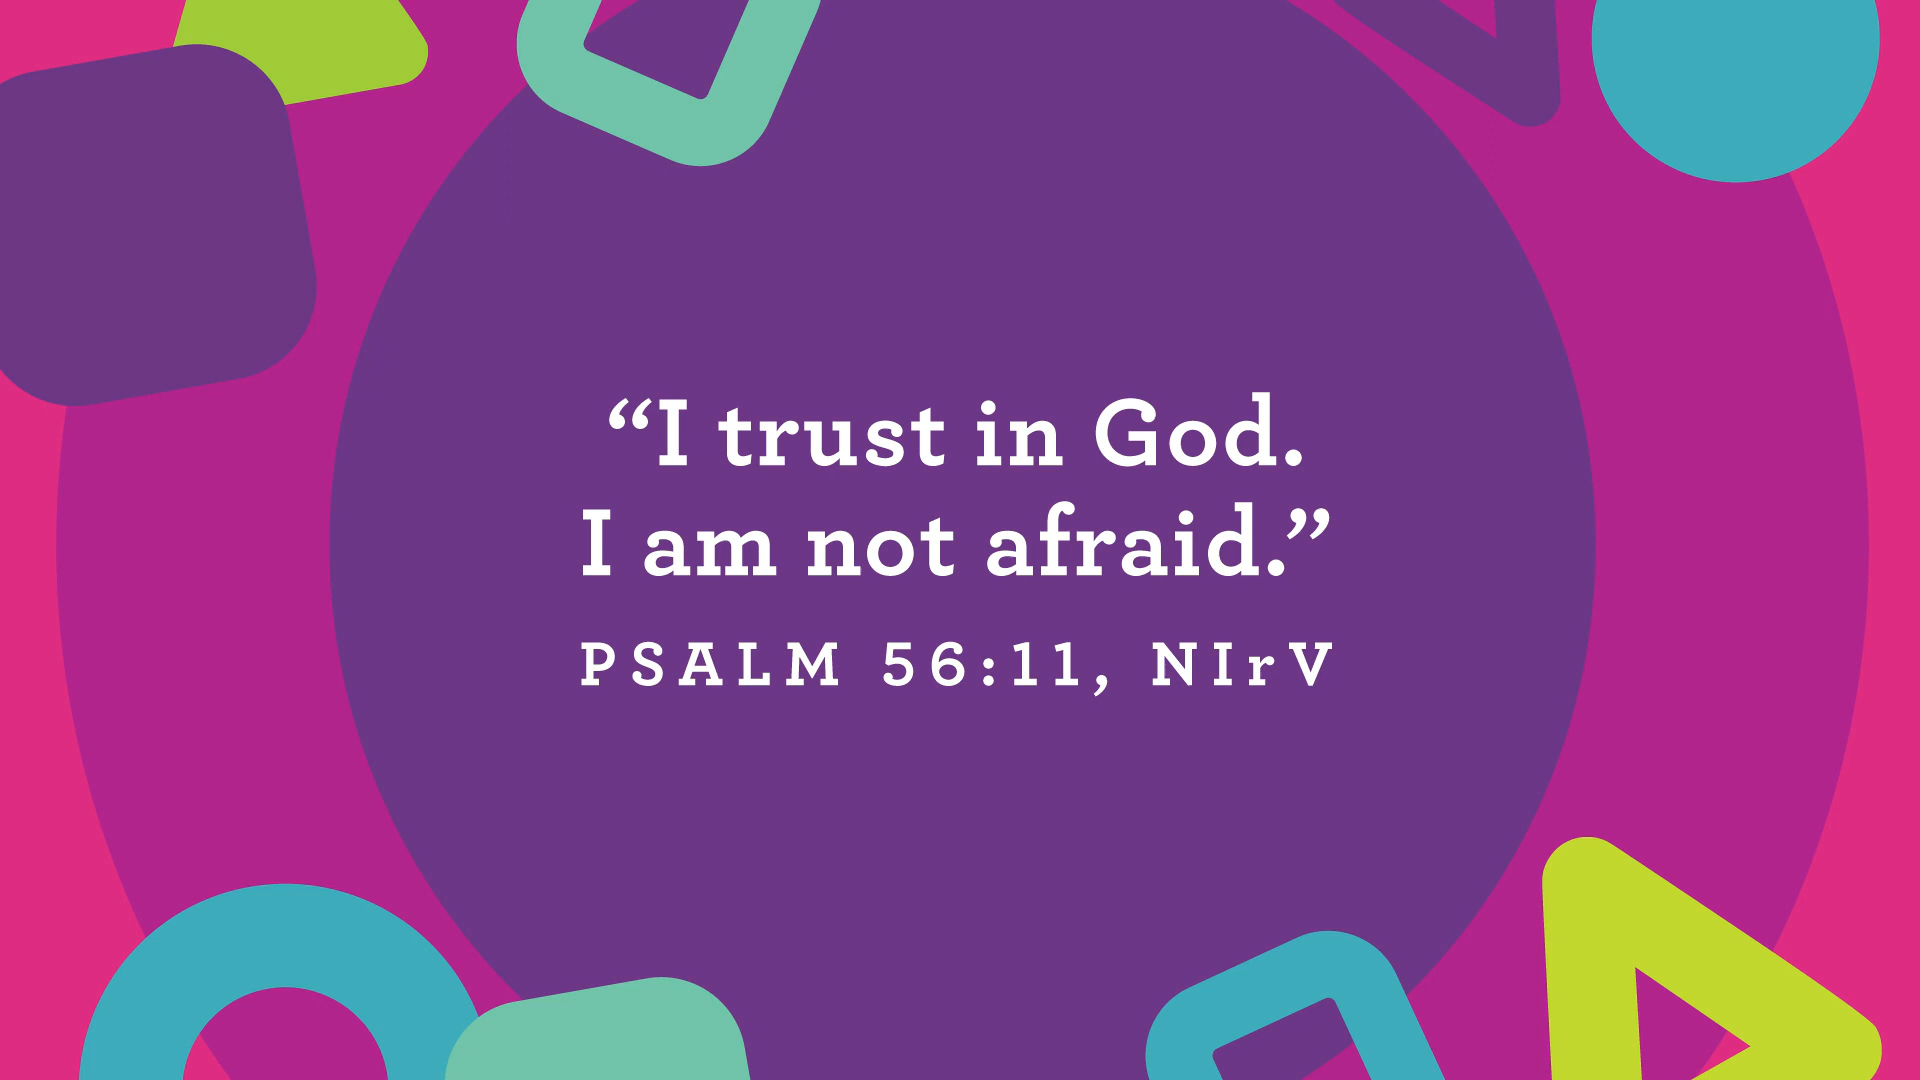 “I trust in God.
I am not afraid.”
PSALM 56:11, NIrV